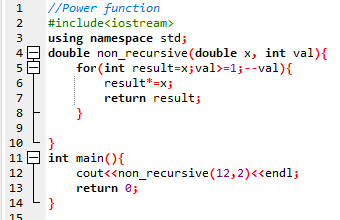 1 //Power function
2 #include<iostream>
3 using namespace std;
4 double non_recursive(double x, int val){
5 for(int result=x;val>=1;--val){
6 result*=x;
7 return result;
8 }
9
10 }
11 int main(){
12 cout<<non_recursive(12,2)<<endl;
13 return 0;
14 }
15